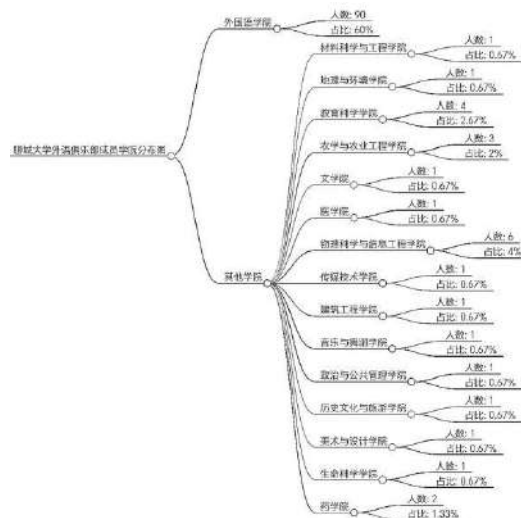 人数: 90
外国语学院
占比: 60%
人数: 1
材料科学与工程学院
占比: 0.67%
人数: 1
地理与环境学院
占比: 0.67%
人数: 4
教育科学学院
占比: 2.67%
人数: 3
农学与农业工程学院
占比: 2%
聊城大学外语俱乐部成员学院分布图
人数: 1
文学院
占比: 0.67%
人数: 1
医学院
占比: 0.67%
人数: 6
物理科学与信息工程学院
占比: 4%
其他学院
人数: 1
传媒技术学院
占比: 0.67%
人数: 1
建筑工程学院
占比: 0.67%
人数: 1
音乐与舞蹈学院
占比: 0.67%
人数: 1
政治与公共管理学院
占比: 0.67%
人数: 1
历史文化与旅游学院
占比: 0.67%
人数: 1
美术与设计学院
占比: 0.67%
人数: 1
生命科学学院
占比: 0.67%
人数: 2
药学院
占比: 1.33%